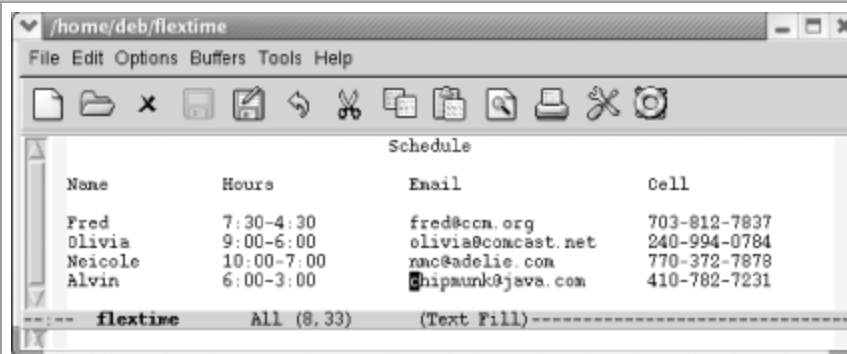 /home/deb/flextime
File Edit Options Buffers Tools Help
Schedule
Name Hours Email Cell
Fred 7:30-4:30 fred@ccm.org 703-812-7837
Olivia 9:00-6:00 olivia@comcast.net 240-994-0784
Neicole 10:00-7:00 nmc@adelie.com 770-372-7878
Alvin 6:00-3:00 chipmunk@java.com 410-782-7231
--:-- flextime All (8,33) (Text Fill)------------------------------